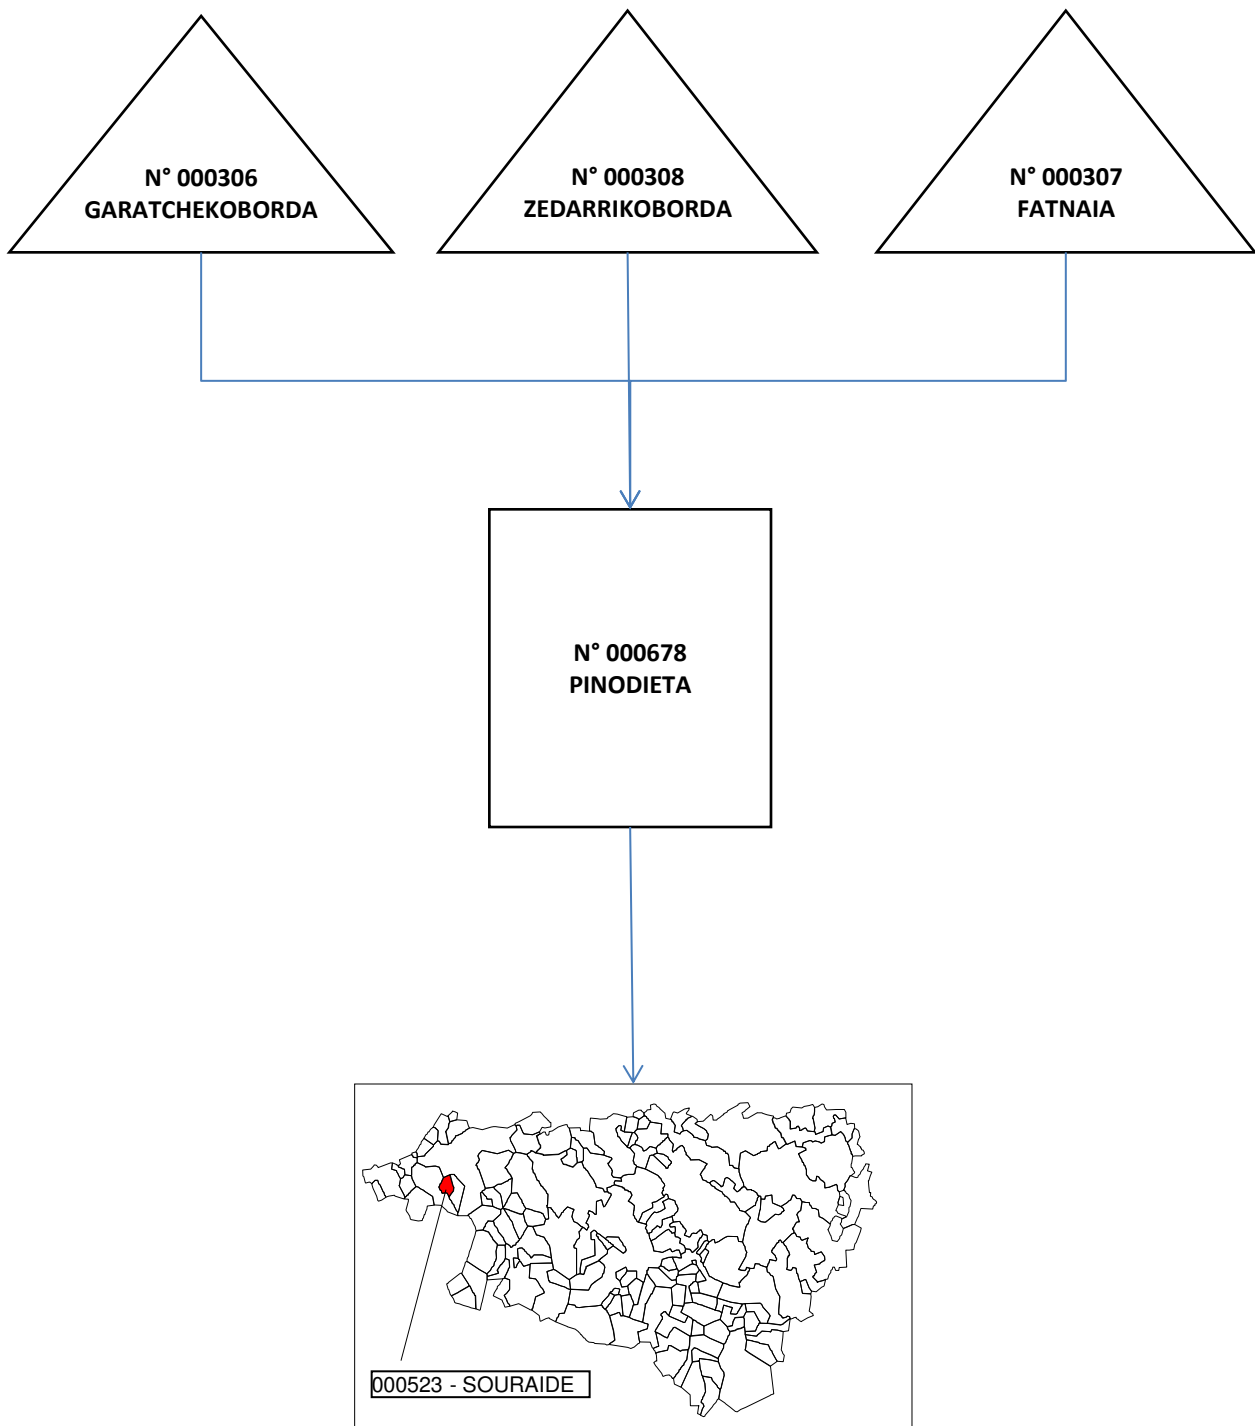 N° 000306
GARATCHEKOBORDA
N° 000308
ZEDARRIKOBORDA
N° 000307
FATNAIA
N° 000678
PINODIETA
000523 - SOURAIDE